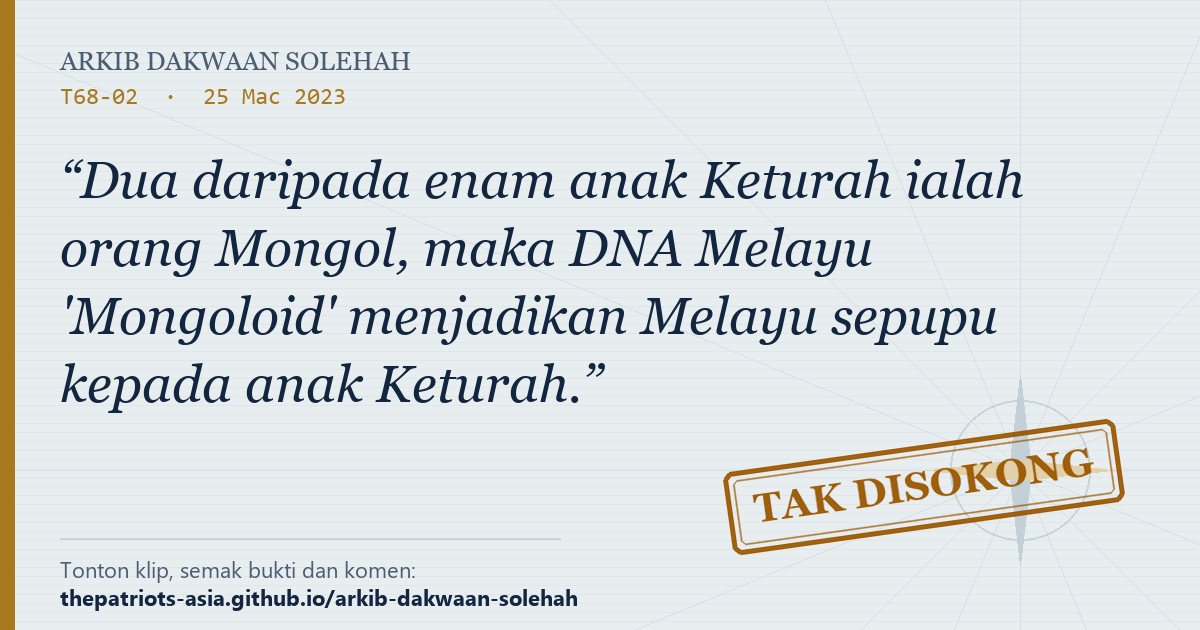 ARKIB DAKWAAN SOLEHAH
T68-02 · 25 Mac 2023
“Dua daripada enam anak Keturah ialah
orang Mongol, maka DNA Melayu
'Mongoloid' menjadikan Melayu sepupu
kepada anak Keturah.”
TAK DISOKONG
Tonton klip, semak bukti dan komen:
thepatriots-asia.github.io/arkib-dakwaan-solehah